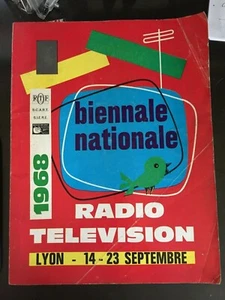 biennale
nationale
1968
RADIO
TELEVISION
LYON - 14-23 SEPTEMBRE